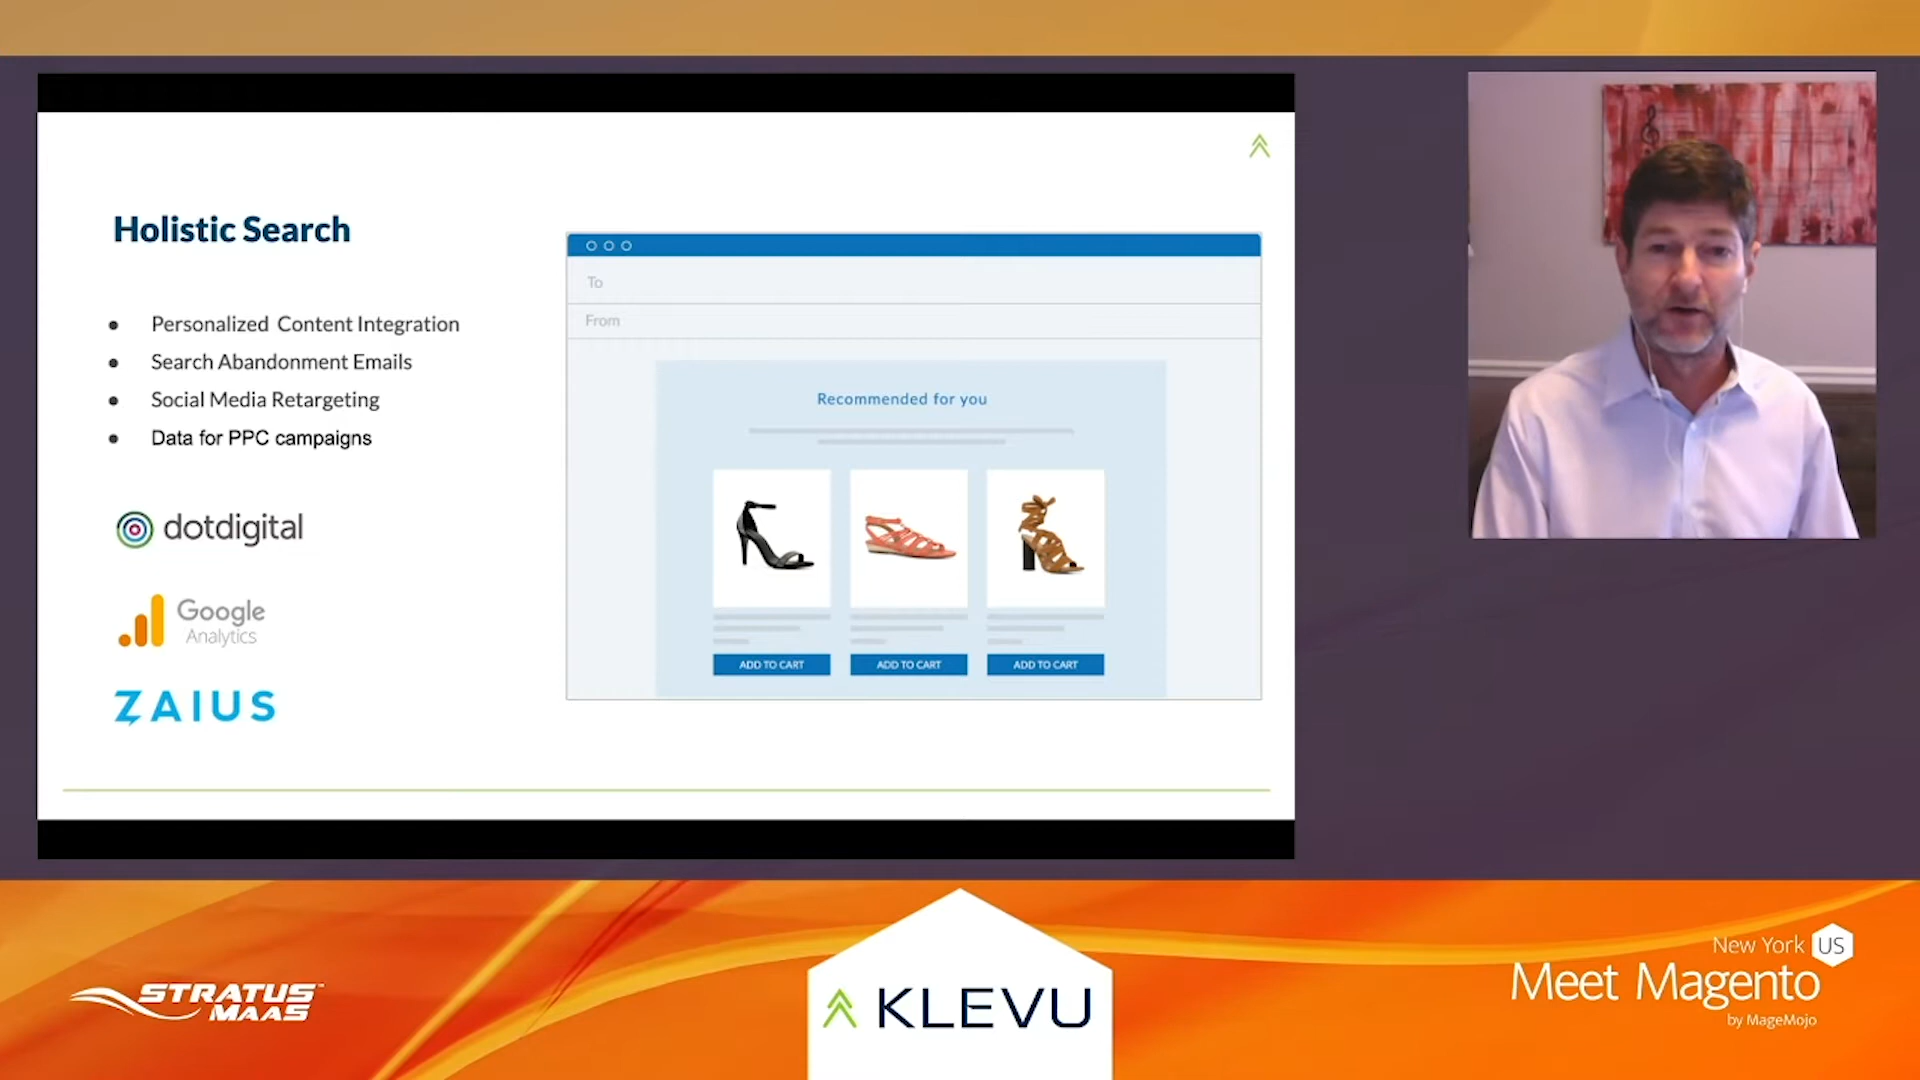 Holistic Search
● Personalized Content Integration
● Search Abandonment Emails
● Social Media Retargeting
● Data for PPC campaigns
dotdigital
Google
Analytics
ZAIUS
To
From
Recommended for you
ADD TO CART ADD TO CART ADD TO CART
STRATUS™
MAAS
KLEVU
New York US
Meet Magento
by MageMojo